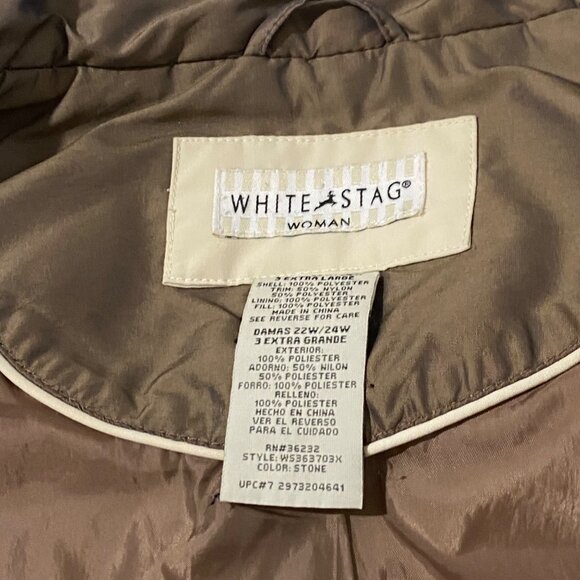 WHITE STAG®
WOMAN
3 EXTRA LARGE
SHELL: 100% POLYESTER
TRIM: 50% NYLON
50% POLYESTER
LINING: 100% POLYESTER
FILL: 100% POLYESTER
MADE IN CHINA
SEE REVERSE FOR CARE
DAMAS 22W/24W
3 EXTRA GRANDE
EXTERIOR:
100% POLIESTER
ADORNO: 50% NILON
50% POLIESTER
FORRO: 100% POLIESTER
RELLENO:
100% POLIESTER
HECHO EN CHINA
VER EL REVERSO
PARA EL CUIDADO
RN#36232
STYLE: WS363703X
COLOR: STONE
UPC#7 2973204641